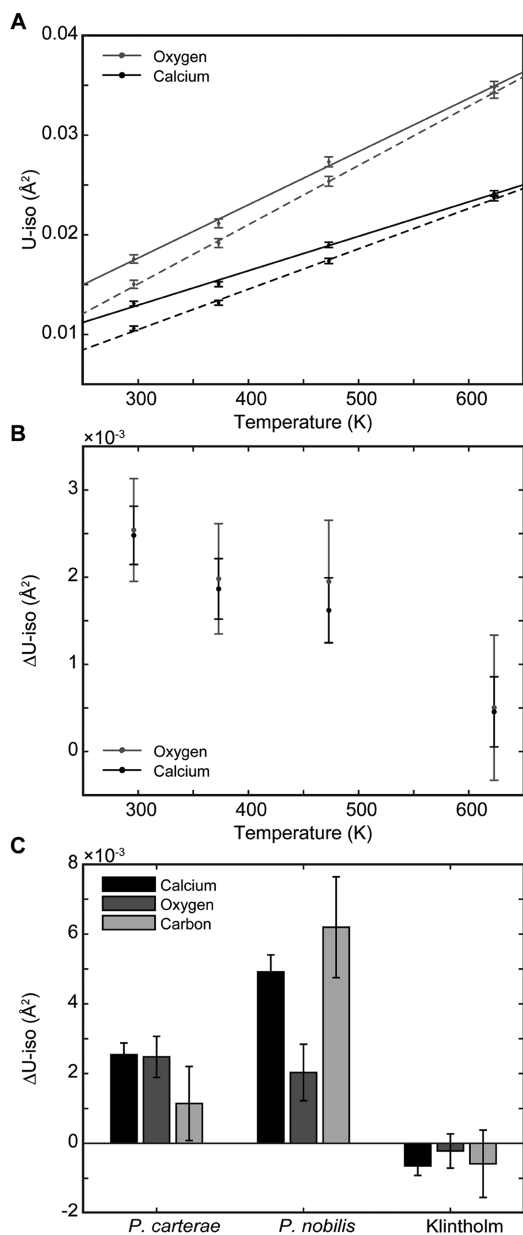 A
0.04
0.03
0.02
0.01
U-iso (Å²)
Oxygen
Calcium
300 400 500 600
Temperature (K)
B
×10⁻³
3
2
1
0
ΔU-iso (Å²)
Oxygen
Calcium
300 400 500 600
Temperature (K)
C
×10⁻³
8
6
4
2
0
-2
ΔU-iso (Å²)
Calcium
Oxygen
Carbon
P. carterae P. nobilis Klintholm